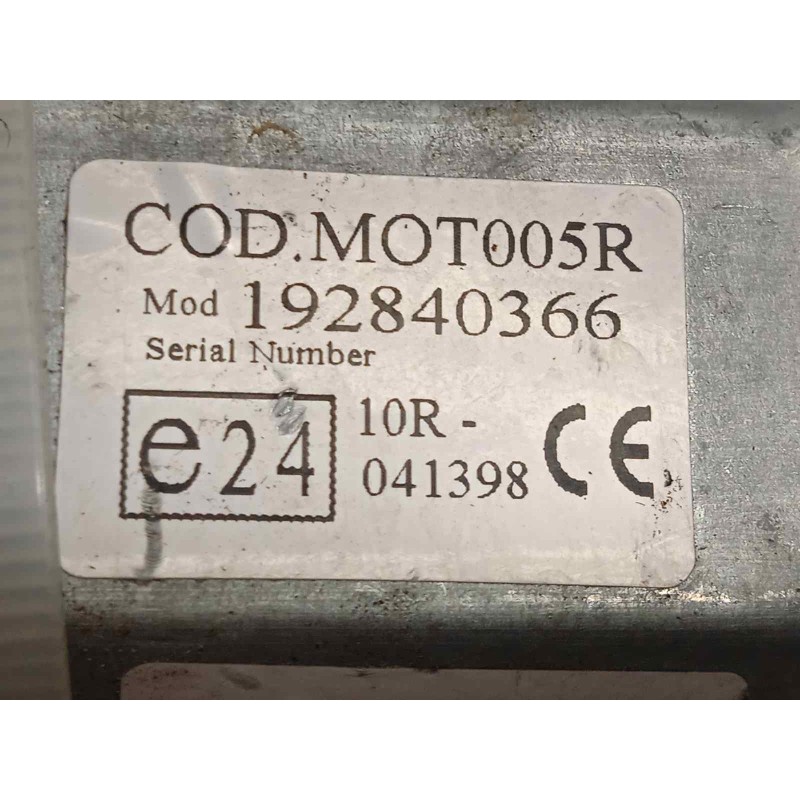 COD.MOT005R
Mod 192840366
Serial Number
e24 10R -
041398 CE